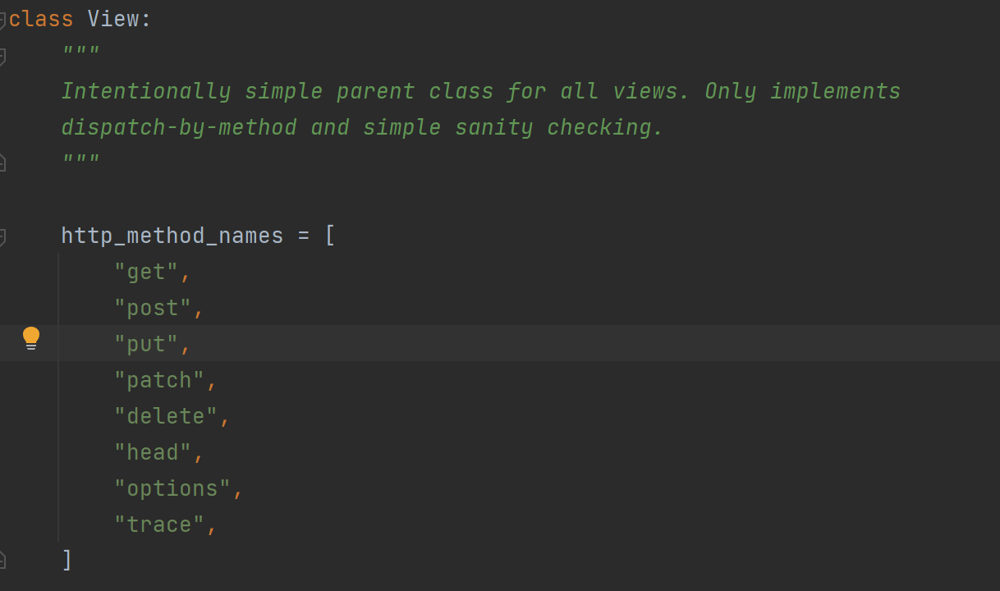 class View:
    """
    Intentionally simple parent class for all views. Only implements
    dispatch-by-method and simple sanity checking.
    """

    http_method_names = [
        "get",
        "post",
        "put",
        "patch",
        "delete",
        "head",
        "options",
        "trace",
    ]